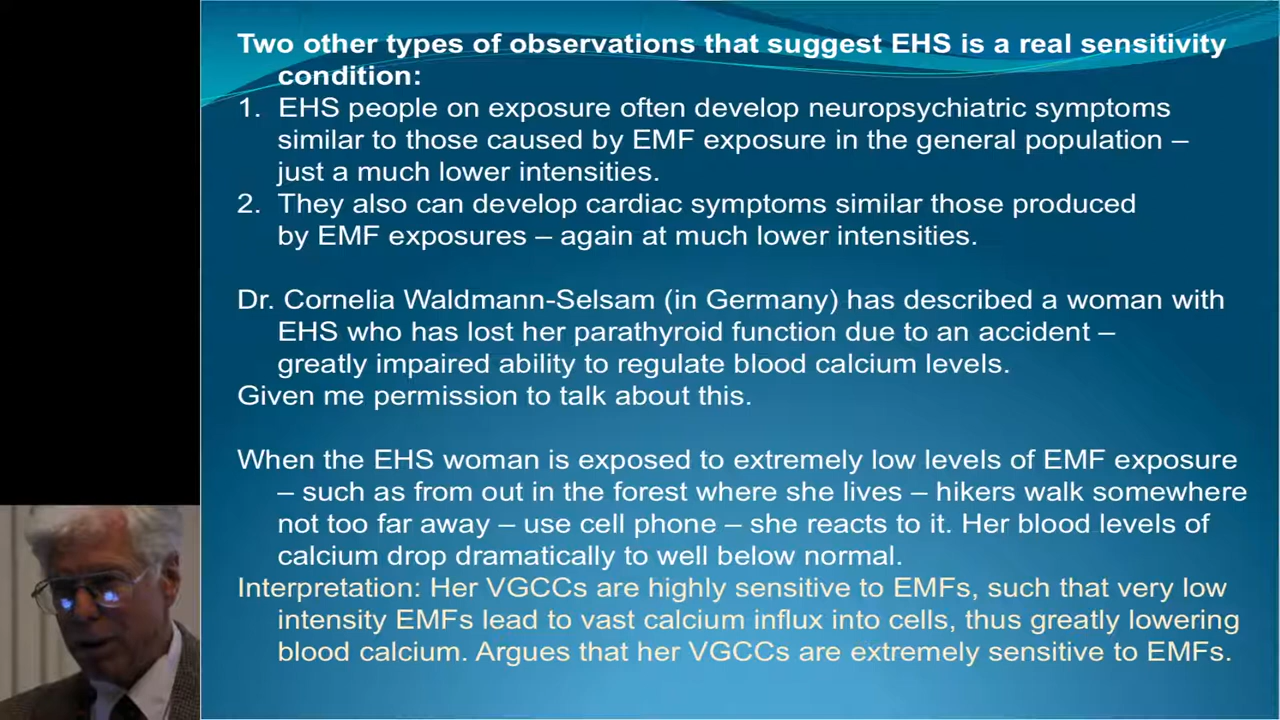 Two other types of observations that suggest EHS is a real sensitivity
condition:
1. EHS people on exposure often develop neuropsychiatric symptoms
similar to those caused by EMF exposure in the general population –
just a much lower intensities.
2. They also can develop cardiac symptoms similar those produced
by EMF exposures – again at much lower intensities.
Dr. Cornelia Waldmann-Selsam (in Germany) has described a woman with
EHS who has lost her parathyroid function due to an accident –
greatly impaired ability to regulate blood calcium levels.
Given me permission to talk about this.
When the EHS woman is exposed to extremely low levels of EMF exposure
– such as from out in the forest where she lives – hikers walk somewhere
not too far away – use cell phone – she reacts to it. Her blood levels of
calcium drop dramatically to well below normal.
Interpretation: Her VGCCs are highly sensitive to EMFs, such that very low
intensity EMFs lead to vast calcium influx into cells, thus greatly lowering
blood calcium. Argues that her VGCCs are extremely sensitive to EMFs.